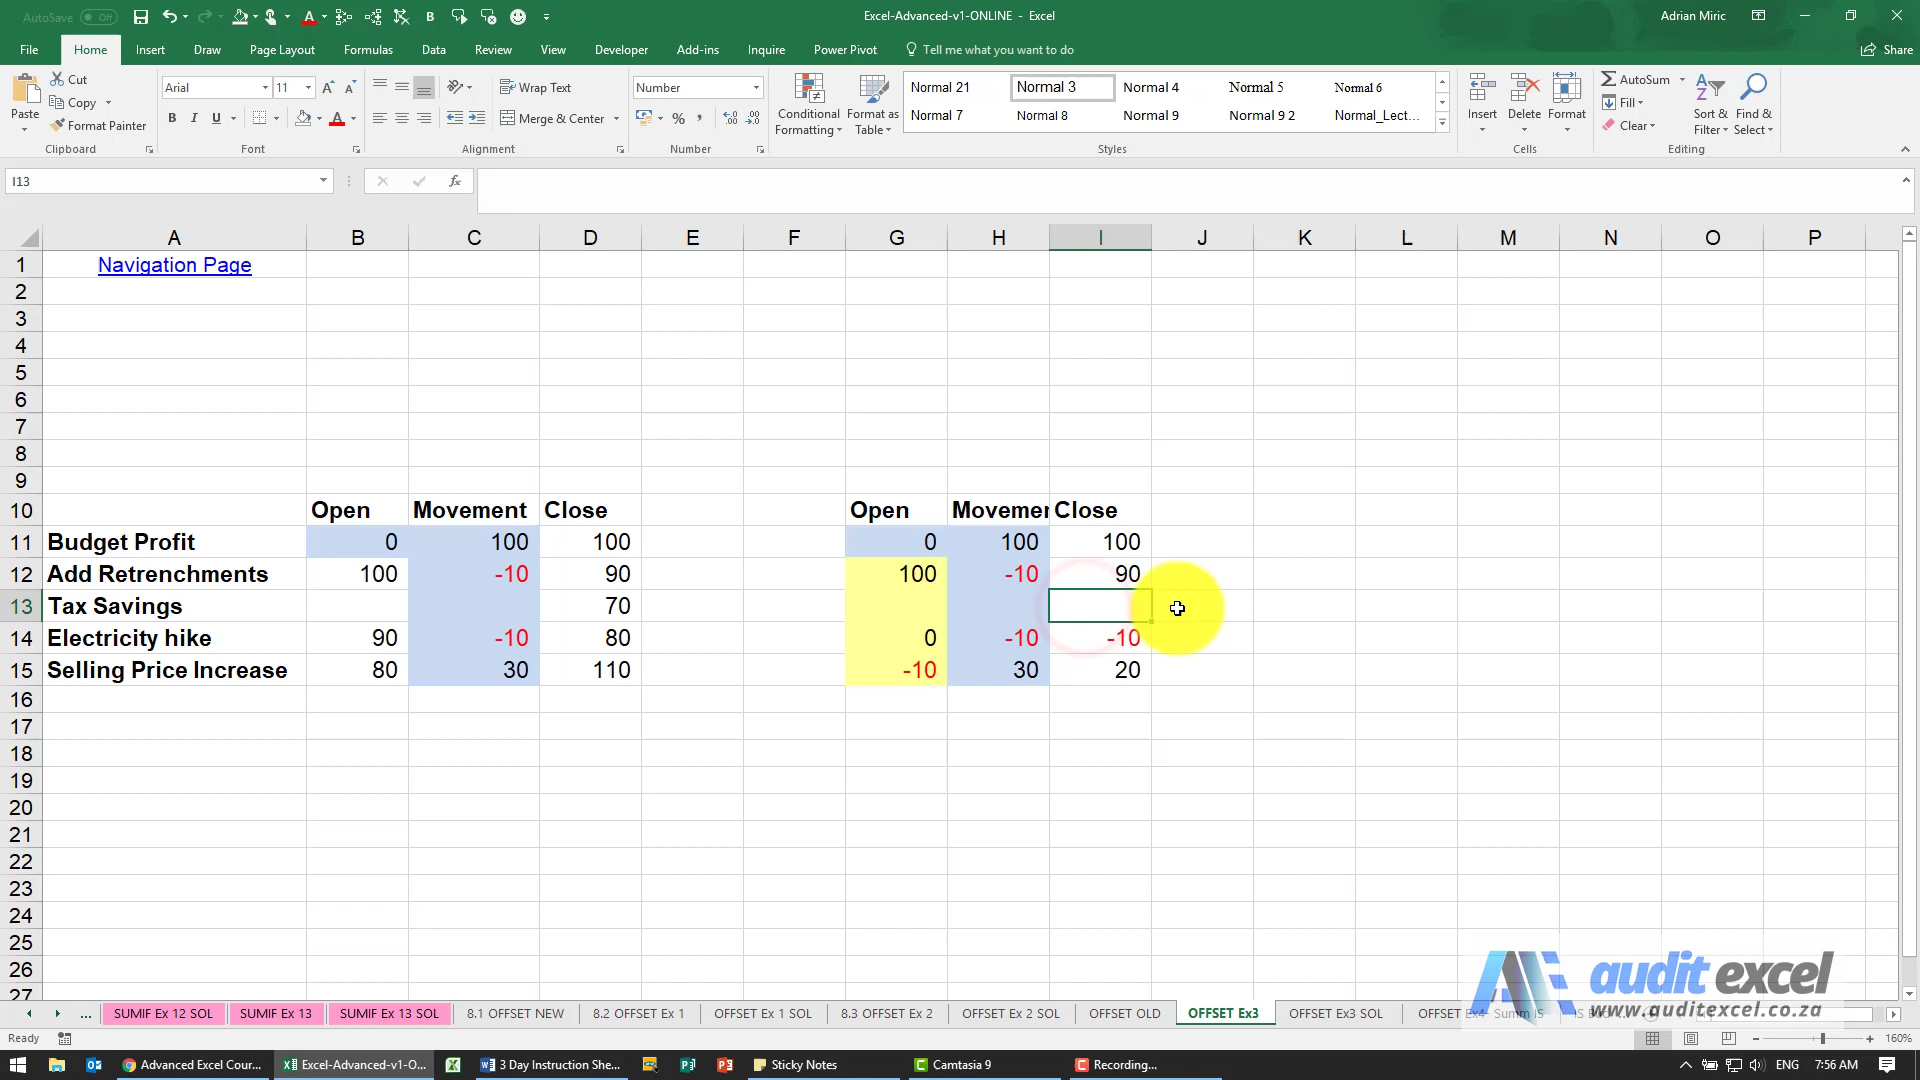 AutoSave Off
Excel-Advanced-v1-ONLINE - Excel
Adrian Miric
File Home Insert Draw Page Layout Formulas Data Review View Developer Add-ins Inquire Power Pivot Tell me what you want to do Share
Paste
Cut
Copy
Format Painter
Clipboard
Arial 11
B I U A
Font
Wrap Text
Merge & Center
Alignment
Number
%
Number
Conditional Formatting
Format as Table
Normal 21 Normal 3 Normal 4 Normal 5 Normal 6
Normal 7 Normal 8 Normal 9 Normal 9 2 Normal_Lect...
Styles
Insert Delete Format
Cells
AutoSum
Fill
Clear
Sort & Filter
Find & Select
Editing
I13 fx
A B C D E F G H I J K L M N O P
1 Navigation Page
2
3
4
5
6
7
8
9
10 Open Movement Close Open Movemer Close
11 Budget Profit 0 100 100 0 100 100
12 Add Retrenchments 100 -10 90 100 -10 90
13 Tax Savings 70
14 Electricity hike 90 -10 80 0 -10 -10
15 Selling Price Increase 80 30 110 -10 30 20
16
17
18
19
20
21
22
23
24
25
26
27
audit excel
www.auditexcel.co.za
... SUMIF Ex 12 SOL SUMIF Ex 13 SUMIF Ex 13 SOL 8.1 OFFSET NEW 8.2 OFFSET Ex 1 OFFSET Ex 1 SOL 8.3 OFFSET Ex 2 OFFSET Ex 2 SOL OFFSET OLD OFFSET Ex3 OFFSET Ex3 SOL OFFSET Ex4- Summ IS
Ready 160%
Advanced Excel Cour... Excel-Advanced-v1-O... 3 Day Instruction She... Sticky Notes Camtasia 9 Recording... ENG 7:56 AM